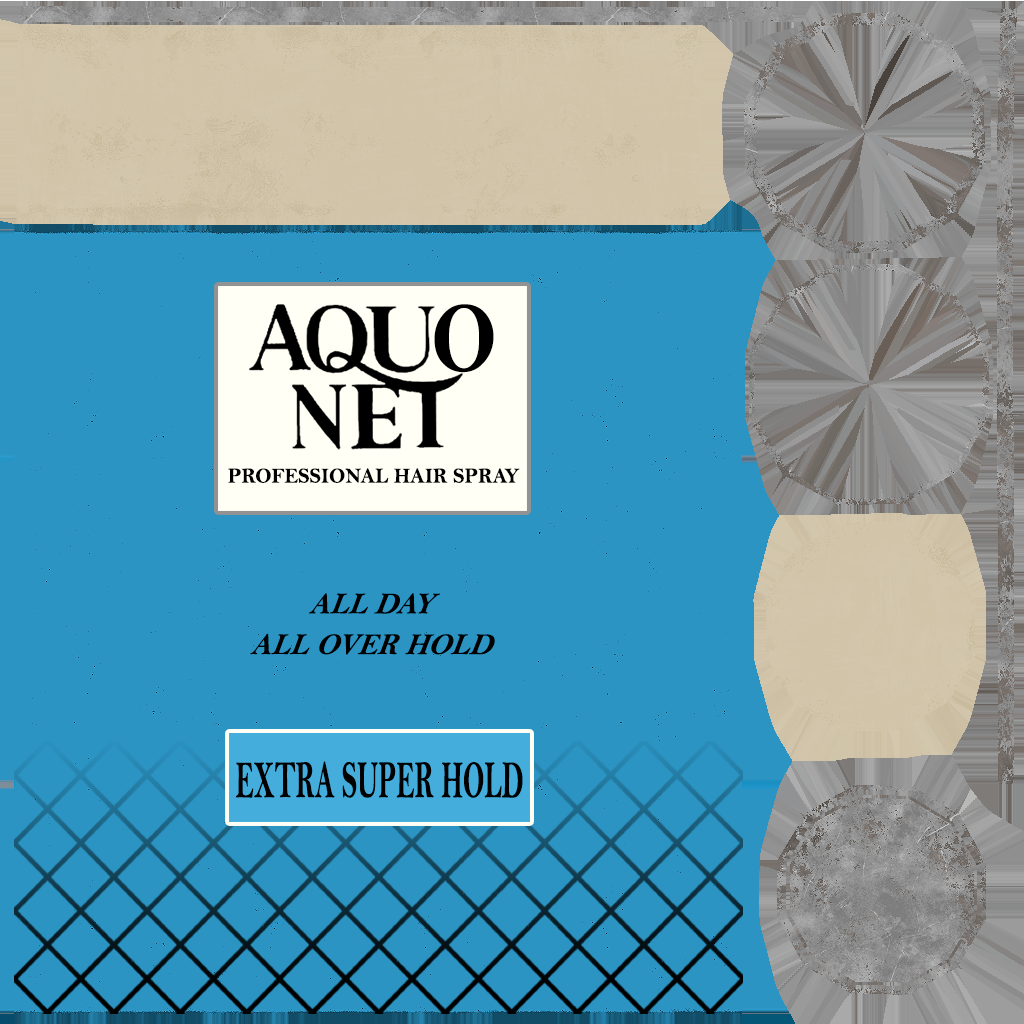 AQUO
NET
PROFESSIONAL HAIR SPRAY
ALL DAY
ALL OVER HOLD
EXTRA SUPER HOLD